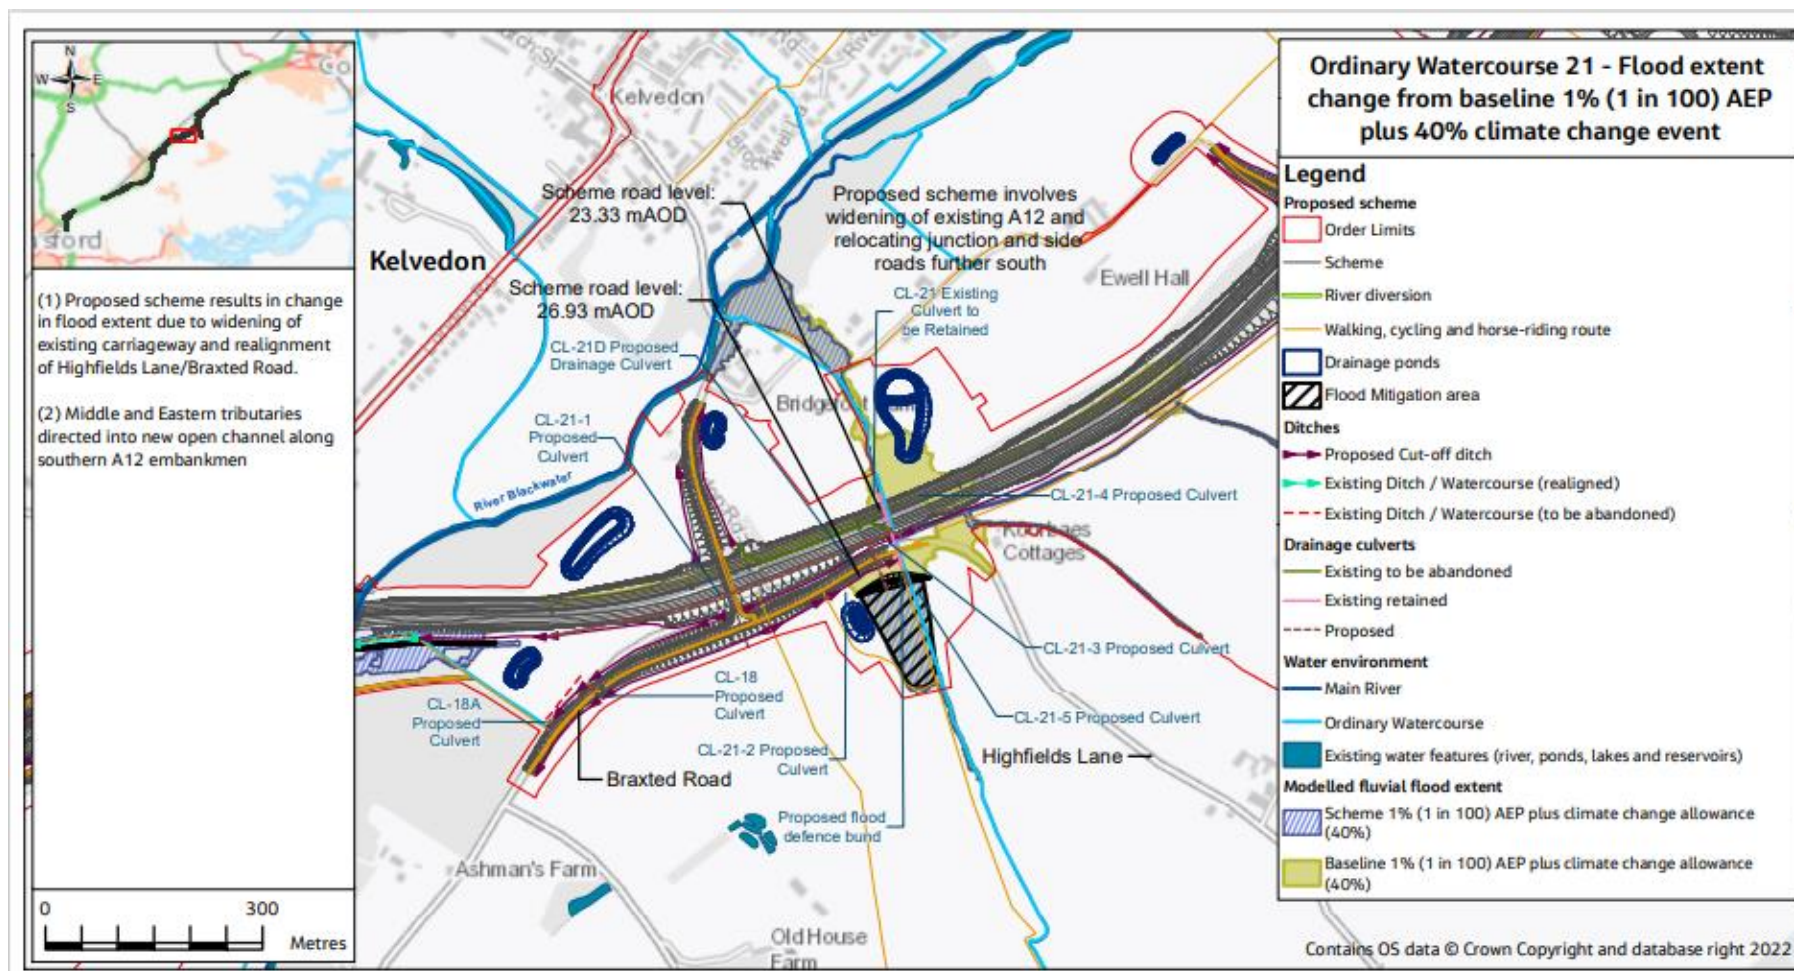 N
W
E
S
Co
sford
(1) Proposed scheme results in change
in flood extent due to widening of
existing carriageway and realignment
of Highfields Lane/Braxted Road.
(2) Middle and Eastern tributaries
directed into new open channel along
southern A12 embankmen
0
300
Metres
Kelvedon
Brockwell
Scheme road level:
23.33 mAOD
Proposed scheme involves
widening of existing A12 and
relocating junction and side
roads further south
Kelvedon
Ewell Hall
Scheme road level:
26.93 mAOD
CL-21 Existing
Culvert to
be Retained
CL-21D Proposed
Drainage Culvert
CL-21-1
Proposed
Culvert
River Blackwater
CL-21-4 Proposed Culvert
Cottages
CL-21-3 Proposed Culvert
CL-18
Proposed
Culvert
CL-18A
Proposed
Culvert
CL-21-5 Proposed Culvert
CL-21-2 Proposed
Culvert
Highfields Lane
Braxted Road
Proposed flood
defence bund
Ashman's Farm
Old House
Farm
Ordinary Watercourse 21 - Flood extent
change from baseline 1% (1 in 100) AEP
plus 40% climate change event
Legend
Proposed scheme
Order Limits
Scheme
River diversion
Walking, cycling and horse-riding route
Drainage ponds
Flood Mitigation area
Ditches
Proposed Cut-off ditch
Existing Ditch / Watercourse (realigned)
Existing Ditch / Watercourse (to be abandoned)
Drainage culverts
Existing to be abandoned
Existing retained
Proposed
Water environment
Main River
Ordinary Watercourse
Existing water features (river, ponds, lakes and reservoirs)
Modelled fluvial flood extent
Scheme 1% (1 in 100) AEP plus climate change allowance
(40%)
Baseline 1% (1 in 100) AEP plus climate change allowance
(40%)
Contains OS data © Crown Copyright and database right 2022